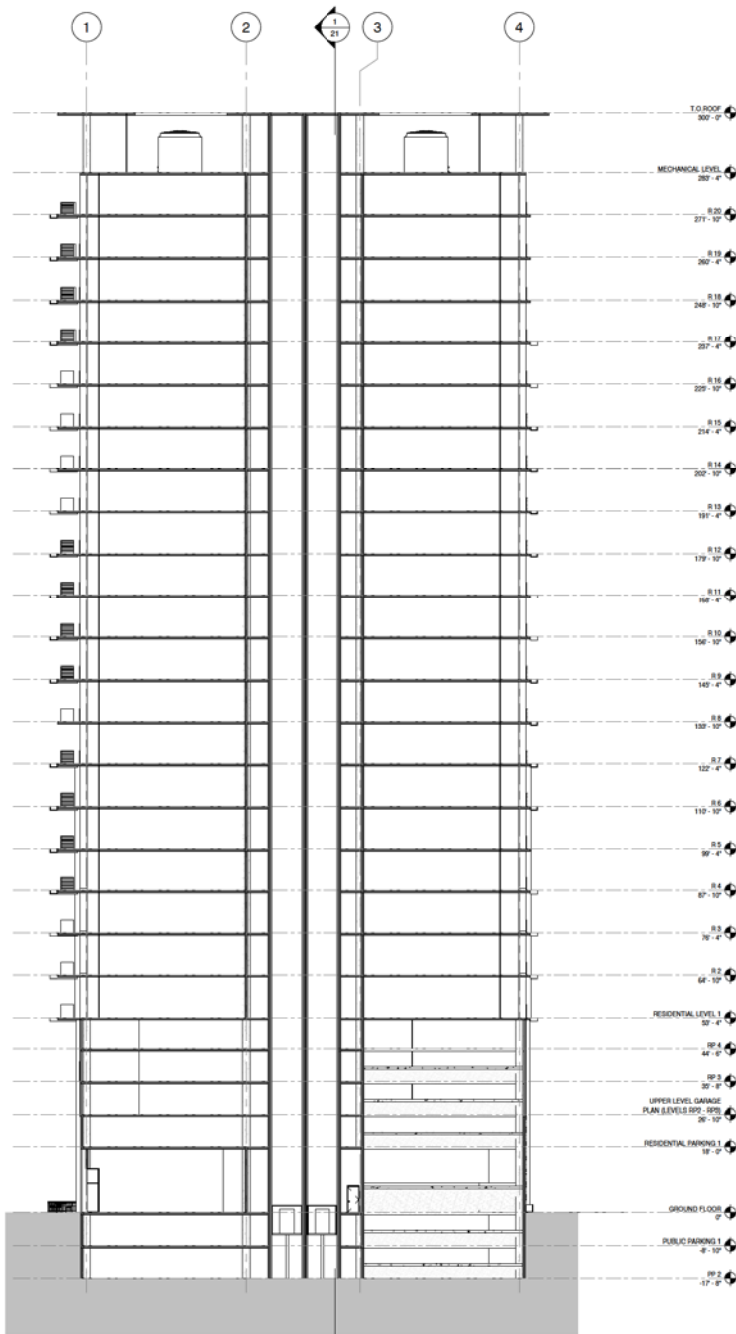 1
2
1
21
3
4
T.O.ROOF
300' - 0"
MECHANICAL LEVEL
283' - 4"
R 20
271' - 10"
R 19
260' - 4"
R 18
248' - 10"
R 17
237' - 4"
R 16
225' - 10"
R 15
214' - 4"
R 14
202' - 10"
R 13
191' - 4"
R 12
179' - 10"
R 11
168' - 4"
R 10
156' - 10"
R 9
145' - 4"
R 8
133' - 10"
R 7
122' - 4"
R 6
110' - 10"
R 5
99' - 4"
R 4
87' - 10"
R 3
76' - 4"
R 2
64' - 10"
RESIDENTIAL LEVEL 1
53' - 4"
RP 4
44' - 6"
RP 3
35' - 8"
UPPER LEVEL GARAGE
PLAN (LEVELS RP2 - RP5)
26' - 10"
RESIDENTIAL PARKING 1
18' - 0"
GROUND FLOOR
0"
PUBLIC PARKING 1
-8' - 10"
PP 2
-17' - 8"